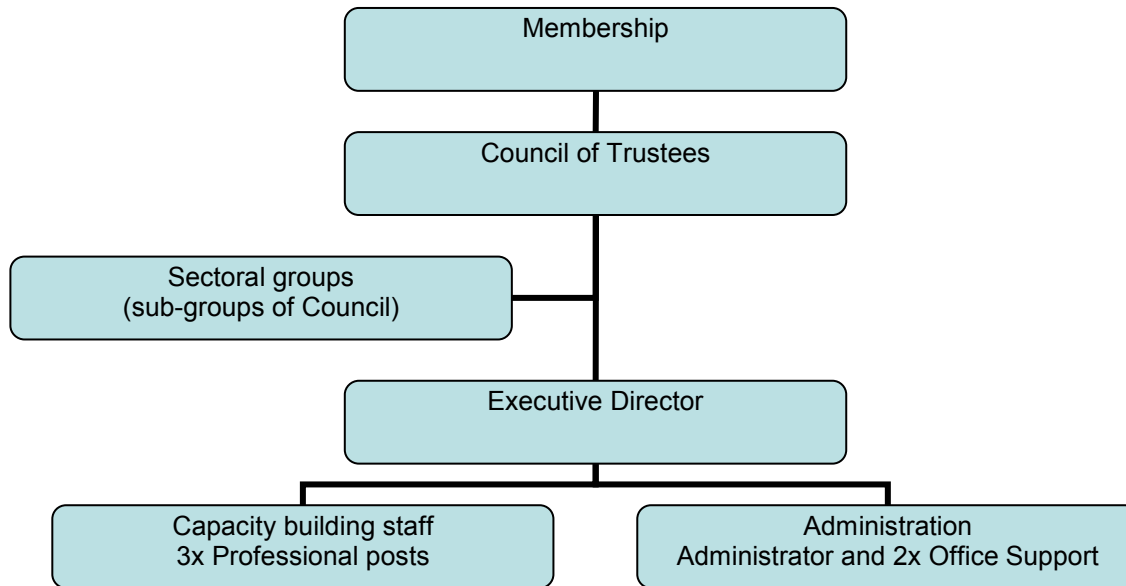 Membership
Council of Trustees
Sectoral groups
(sub-groups of Council)
Executive Director
Capacity building staff
3x Professional posts
Administration
Administrator and 2x Office Support